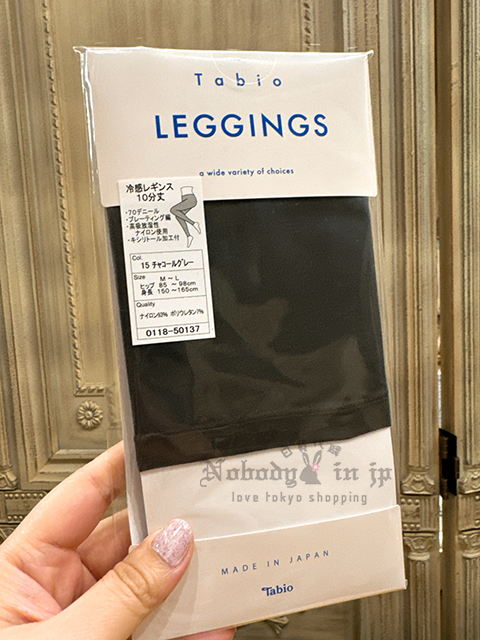 Tabio
LEGGINGS
a wide variety of choices
冷感レギンス
10分丈
・70デニール
・プレーティング編
・高吸放湿性
ナイロン使用
・キシリトール加工付
Col.
15 チャコールグレー
Size
M ～ L
ヒップ 85 ～ 98cm
身長 150 ～165cm
Quality
ナイロン93% ポリウレタン7%
0118-50137
Nobody in jp
love tokyo shopping
MADE IN JAPAN
Tabio